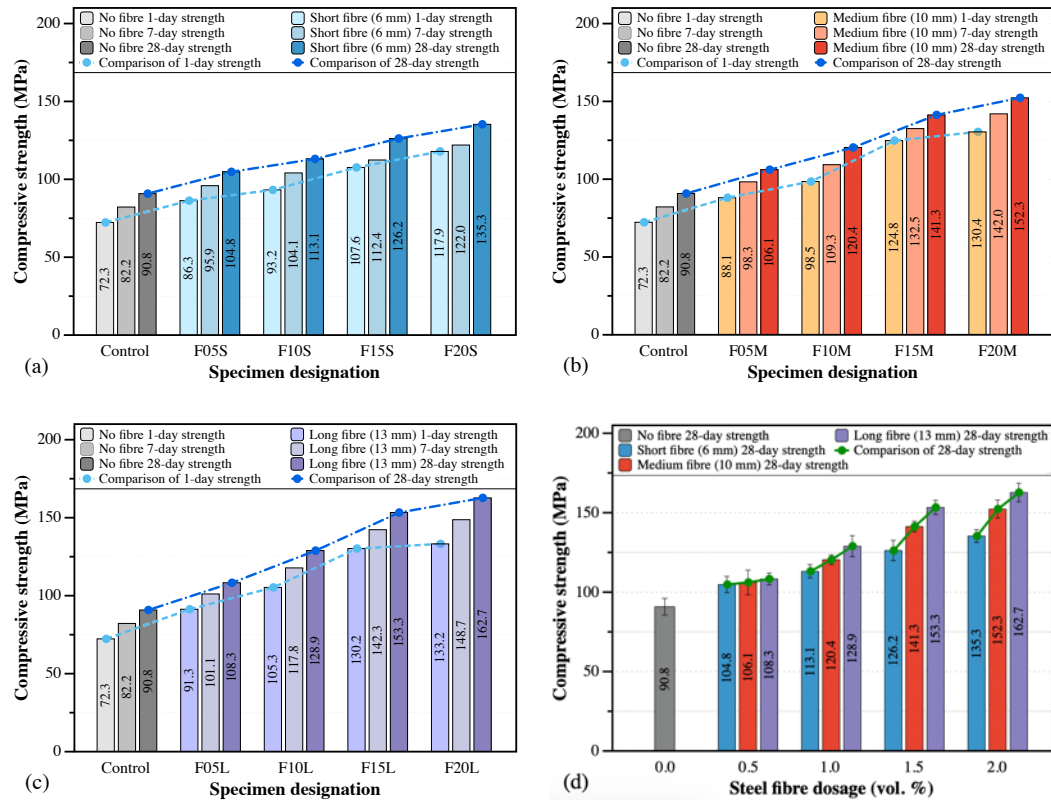 No fibre 1-day strength
No fibre 7-day strength
No fibre 28-day strength
Comparison of 1-day strength
Short fibre (6 mm) 1-day strength
Short fibre (6 mm) 7-day strength
Short fibre (6 mm) 28-day strength
Comparison of 28-day strength
Compressive strength (MPa)
200
150
100
50
0
72.3
82.2
90.8
86.3
95.9
104.8
93.2
104.1
113.1
107.6
112.4
126.2
117.9
122.0
135.3
Control F05S F10S F15S F20S
Specimen designation
(a)
No fibre 1-day strength
No fibre 7-day strength
No fibre 28-day strength
Comparison of 1-day strength
Medium fibre (10 mm) 1-day strength
Medium fibre (10 mm) 7-day strength
Medium fibre (10 mm) 28-day strength
Comparison of 28-day strength
Compressive strength (MPa)
200
150
100
50
0
72.3
82.2
90.8
88.1
98.3
106.1
98.5
109.3
120.4
124.8
132.5
141.3
130.4
142.0
152.3
Control F05M F10M F15M F20M
Specimen designation
(b)
No fibre 1-day strength
No fibre 7-day strength
No fibre 28-day strength
Comparison of 1-day strength
Long fibre (13 mm) 1-day strength
Long fibre (13 mm) 7-day strength
Long fibre (13 mm) 28-day strength
Comparison of 28-day strength
Compressive strength (MPa)
200
150
100
50
0
72.3
82.2
90.8
91.3
101.1
108.3
105.3
117.8
128.9
130.2
142.3
153.3
133.2
148.7
162.7
Control F05L F10L F15L F20L
Specimen designation
(c)
No fibre 28-day strength
Short fibre (6 mm) 28-day strength
Medium fibre (10 mm) 28-day strength
Long fibre (13 mm) 28-day strength
Comparison of 28-day strength
Compressive strength (MPa)
200
150
100
50
0
90.8
104.8
106.1
108.3
113.1
120.4
128.9
126.2
141.3
153.3
135.3
152.3
162.7
0.0 0.5 1.0 1.5 2.0
Steel fibre dosage (vol. %)
(d)